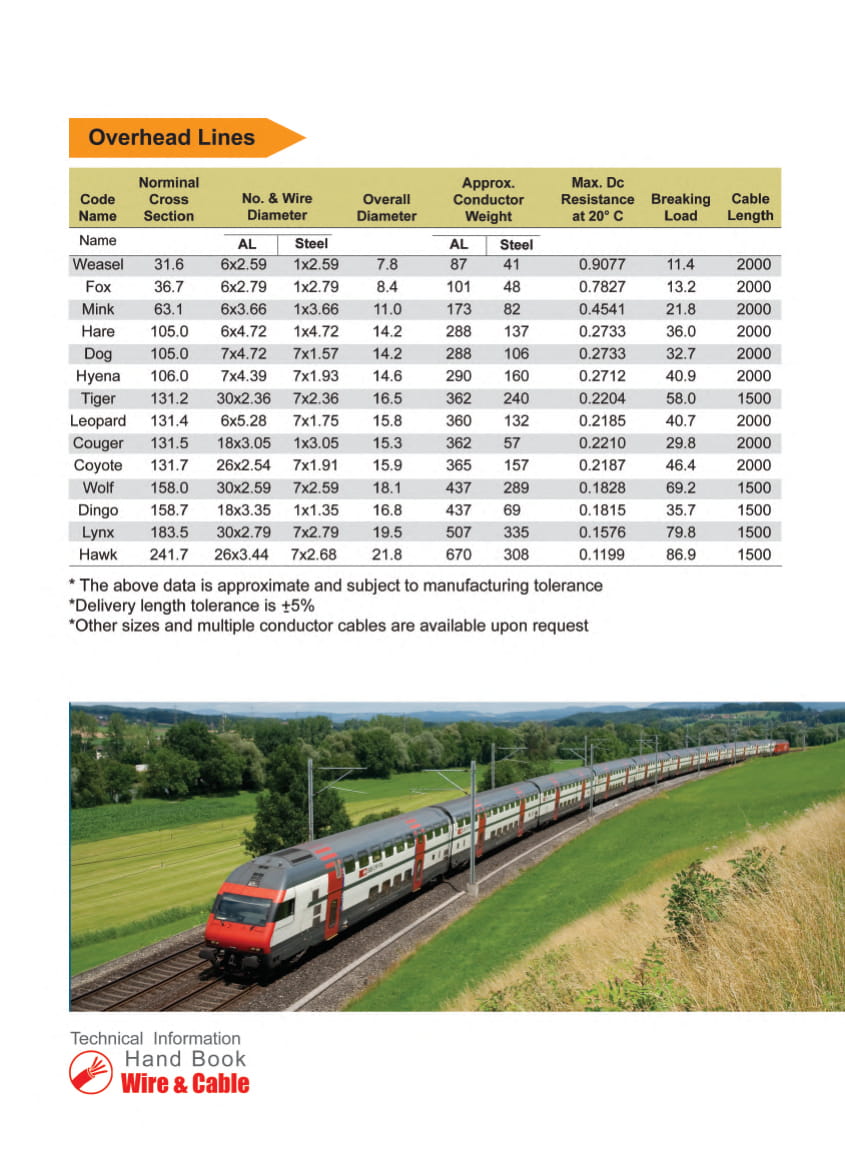 Overhead Lines
Code Name Norminal Cross Section No. & Wire Diameter Overall Diameter Approx. Conductor Weight Max. Dc Resistance at 20° C Breaking Load Cable Length
Name AL Steel AL Steel
Weasel 31.6 6x2.59 1x2.59 7.8 87 41 0.9077 11.4 2000
Fox 36.7 6x2.79 1x2.79 8.4 101 48 0.7827 13.2 2000
Mink 63.1 6x3.66 1x3.66 11.0 173 82 0.4541 21.8 2000
Hare 105.0 6x4.72 1x4.72 14.2 288 137 0.2733 36.0 2000
Dog 105.0 7x4.72 7x1.57 14.2 288 106 0.2733 32.7 2000
Hyena 106.0 7x4.39 7x1.93 14.6 290 160 0.2712 40.9 2000
Tiger 131.2 30x2.36 7x2.36 16.5 362 240 0.2204 58.0 1500
Leopard 131.4 6x5.28 7x1.75 15.8 360 132 0.2185 40.7 2000
Couger 131.5 18x3.05 1x3.05 15.3 362 57 0.2210 29.8 2000
Coyote 131.7 26x2.54 7x1.91 15.9 365 157 0.2187 46.4 2000
Wolf 158.0 30x2.59 7x2.59 18.1 437 289 0.1828 69.2 1500
Dingo 158.7 18x3.35 1x1.35 16.8 437 69 0.1815 35.7 1500
Lynx 183.5 30x2.79 7x2.79 19.5 507 335 0.1576 79.8 1500
Hawk 241.7 26x3.44 7x2.68 21.8 670 308 0.1199 86.9 1500
* The above data is approximate and subject to manufacturing tolerance
*Delivery length tolerance is ±5%
*Other sizes and multiple conductor cables are available upon request
Technical Information
Hand Book
Wire & Cable